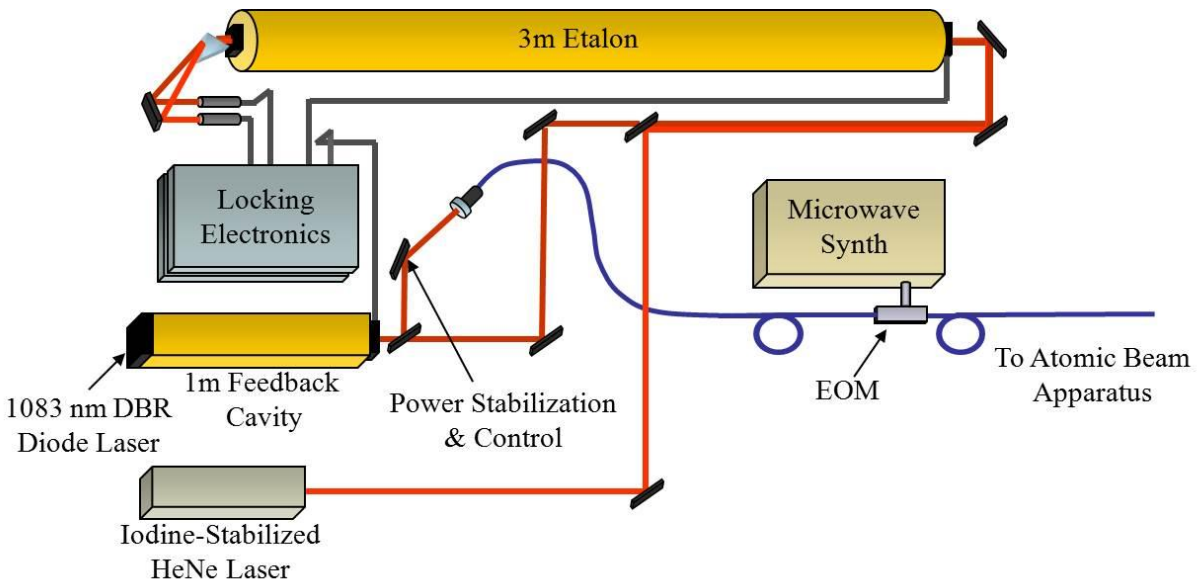 3m Etalon
Locking
Electronics
Microwave
Synth
1m Feedback
Cavity
Power Stabilization
& Control
EOM
To Atomic Beam
Apparatus
1083 nm DBR
Diode Laser
Iodine-Stabilized
HeNe Laser